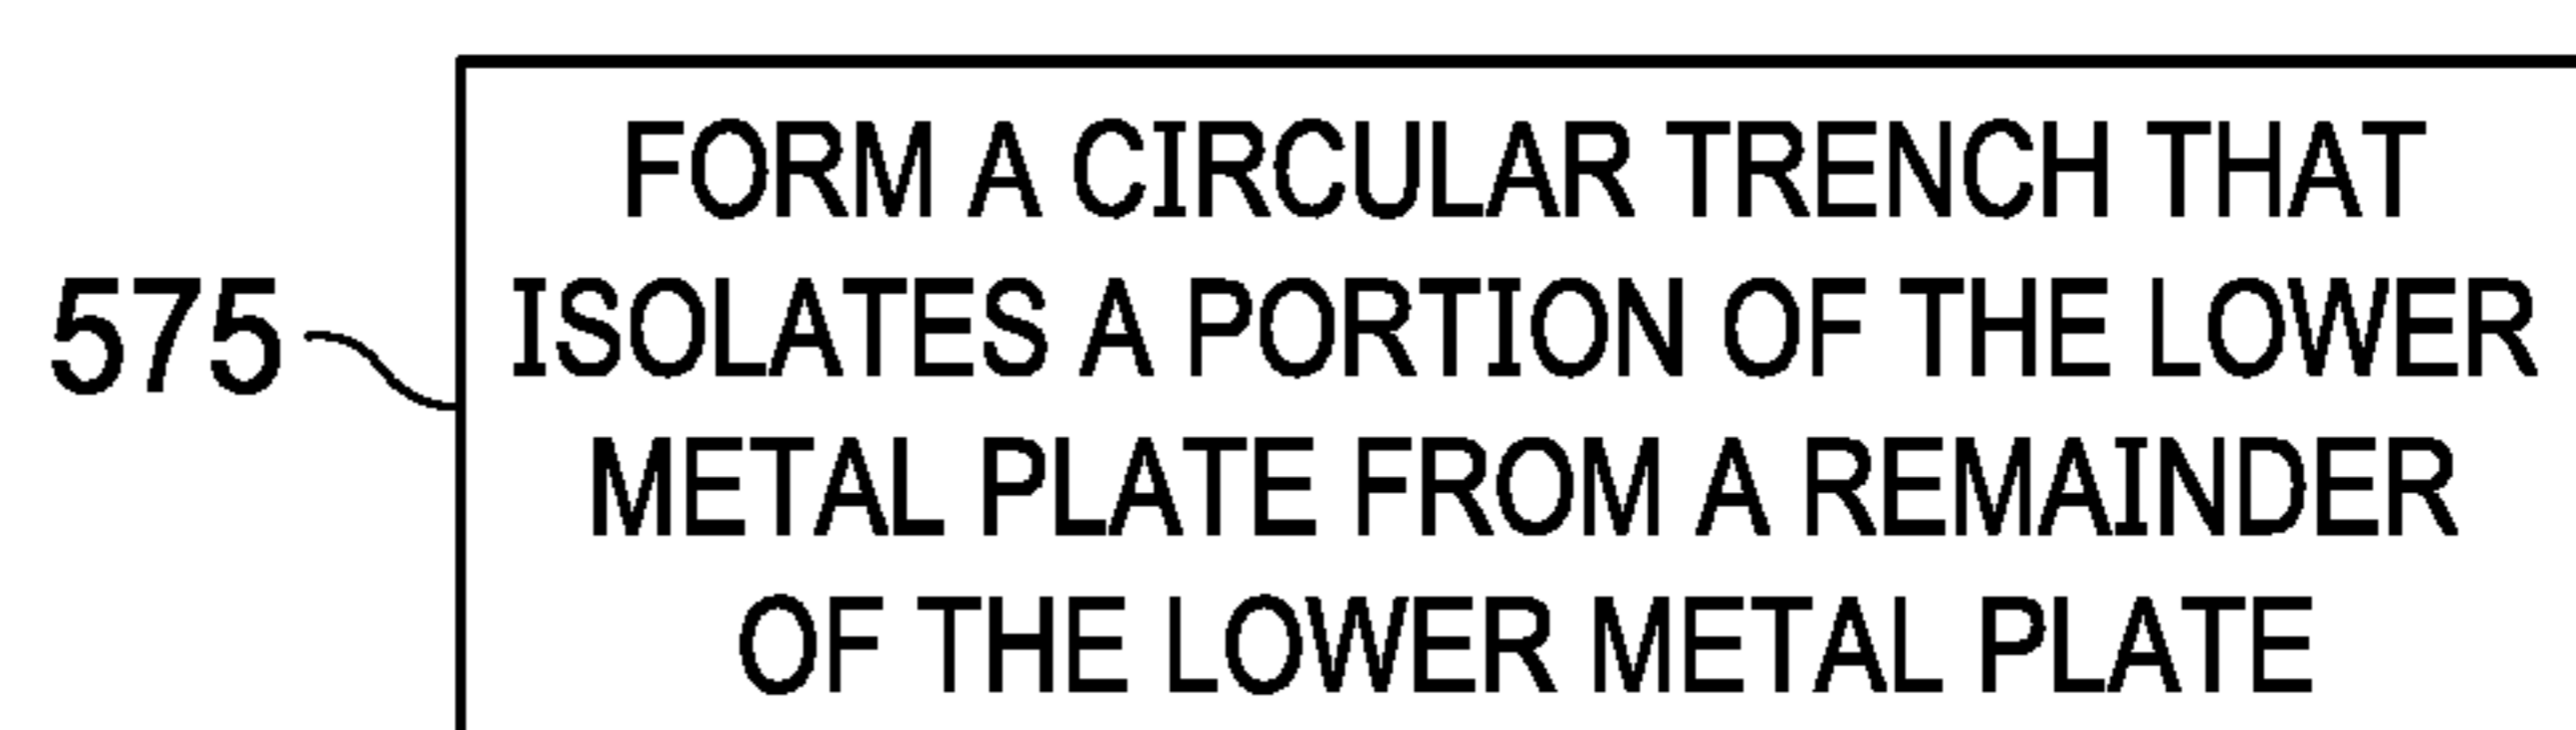 FORM A CIRCULAR TRENCH THAT
575 ISOLATES A PORTION OF THE LOWER
METAL PLATE FROM A REMAINDER
OF THE LOWER METAL PLATE